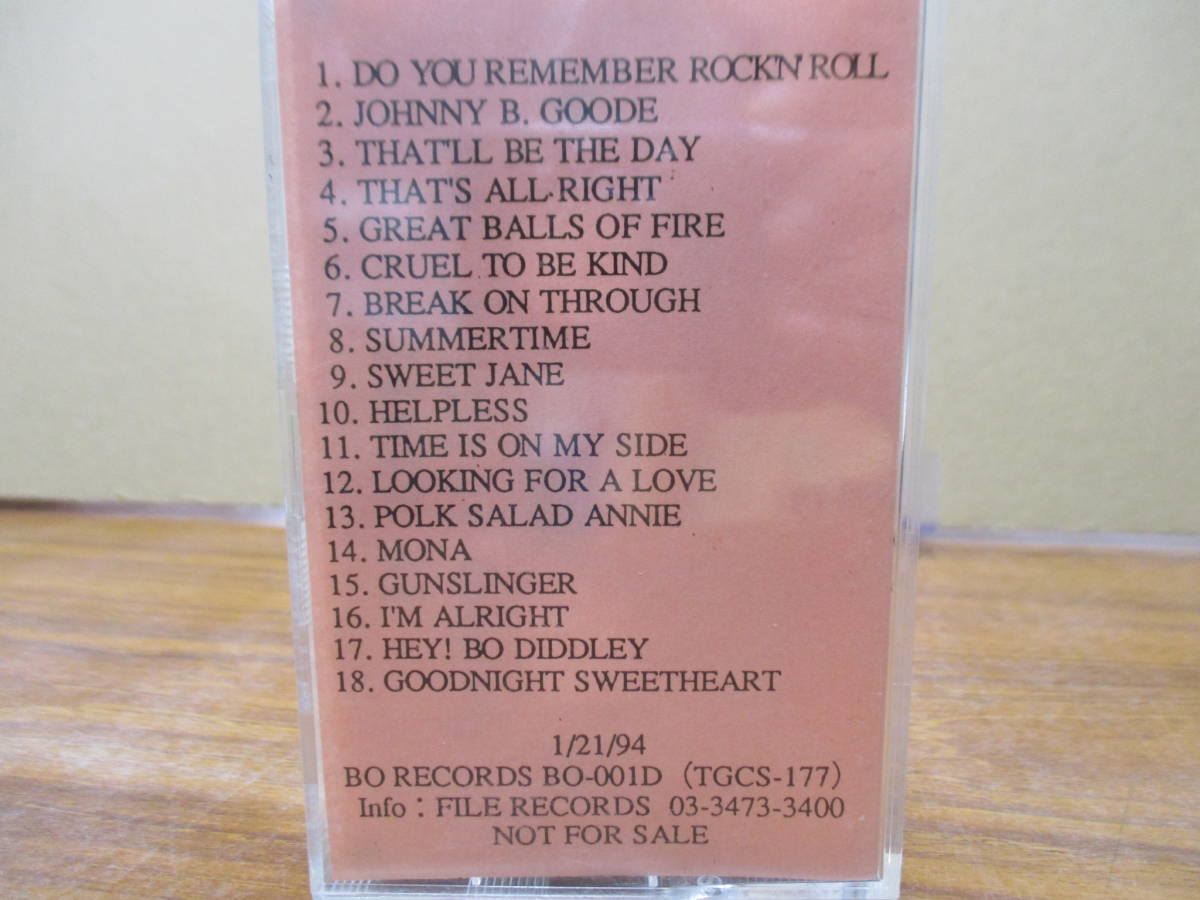 1. DO YOU REMEMBER ROCK'N' ROLL
2. JOHNNY B. GOODE
3. THAT'LL BE THE DAY
4. THAT'S ALL RIGHT
5. GREAT BALLS OF FIRE
6. CRUEL TO BE KIND
7. BREAK ON THROUGH
8. SUMMERTIME
9. SWEET JANE
10. HELPLESS
11. TIME IS ON MY SIDE
12. LOOKING FOR A LOVE
13. POLK SALAD ANNIE
14. MONA
15. GUNSLINGER
16. I'M ALRIGHT
17. HEY! BO DIDDLEY
18. GOODNIGHT SWEETHEART
1/21/94
BO RECORDS BO-001D (TGCS-177)
Info : FILE RECORDS 03-3473-3400
NOT FOR SALE